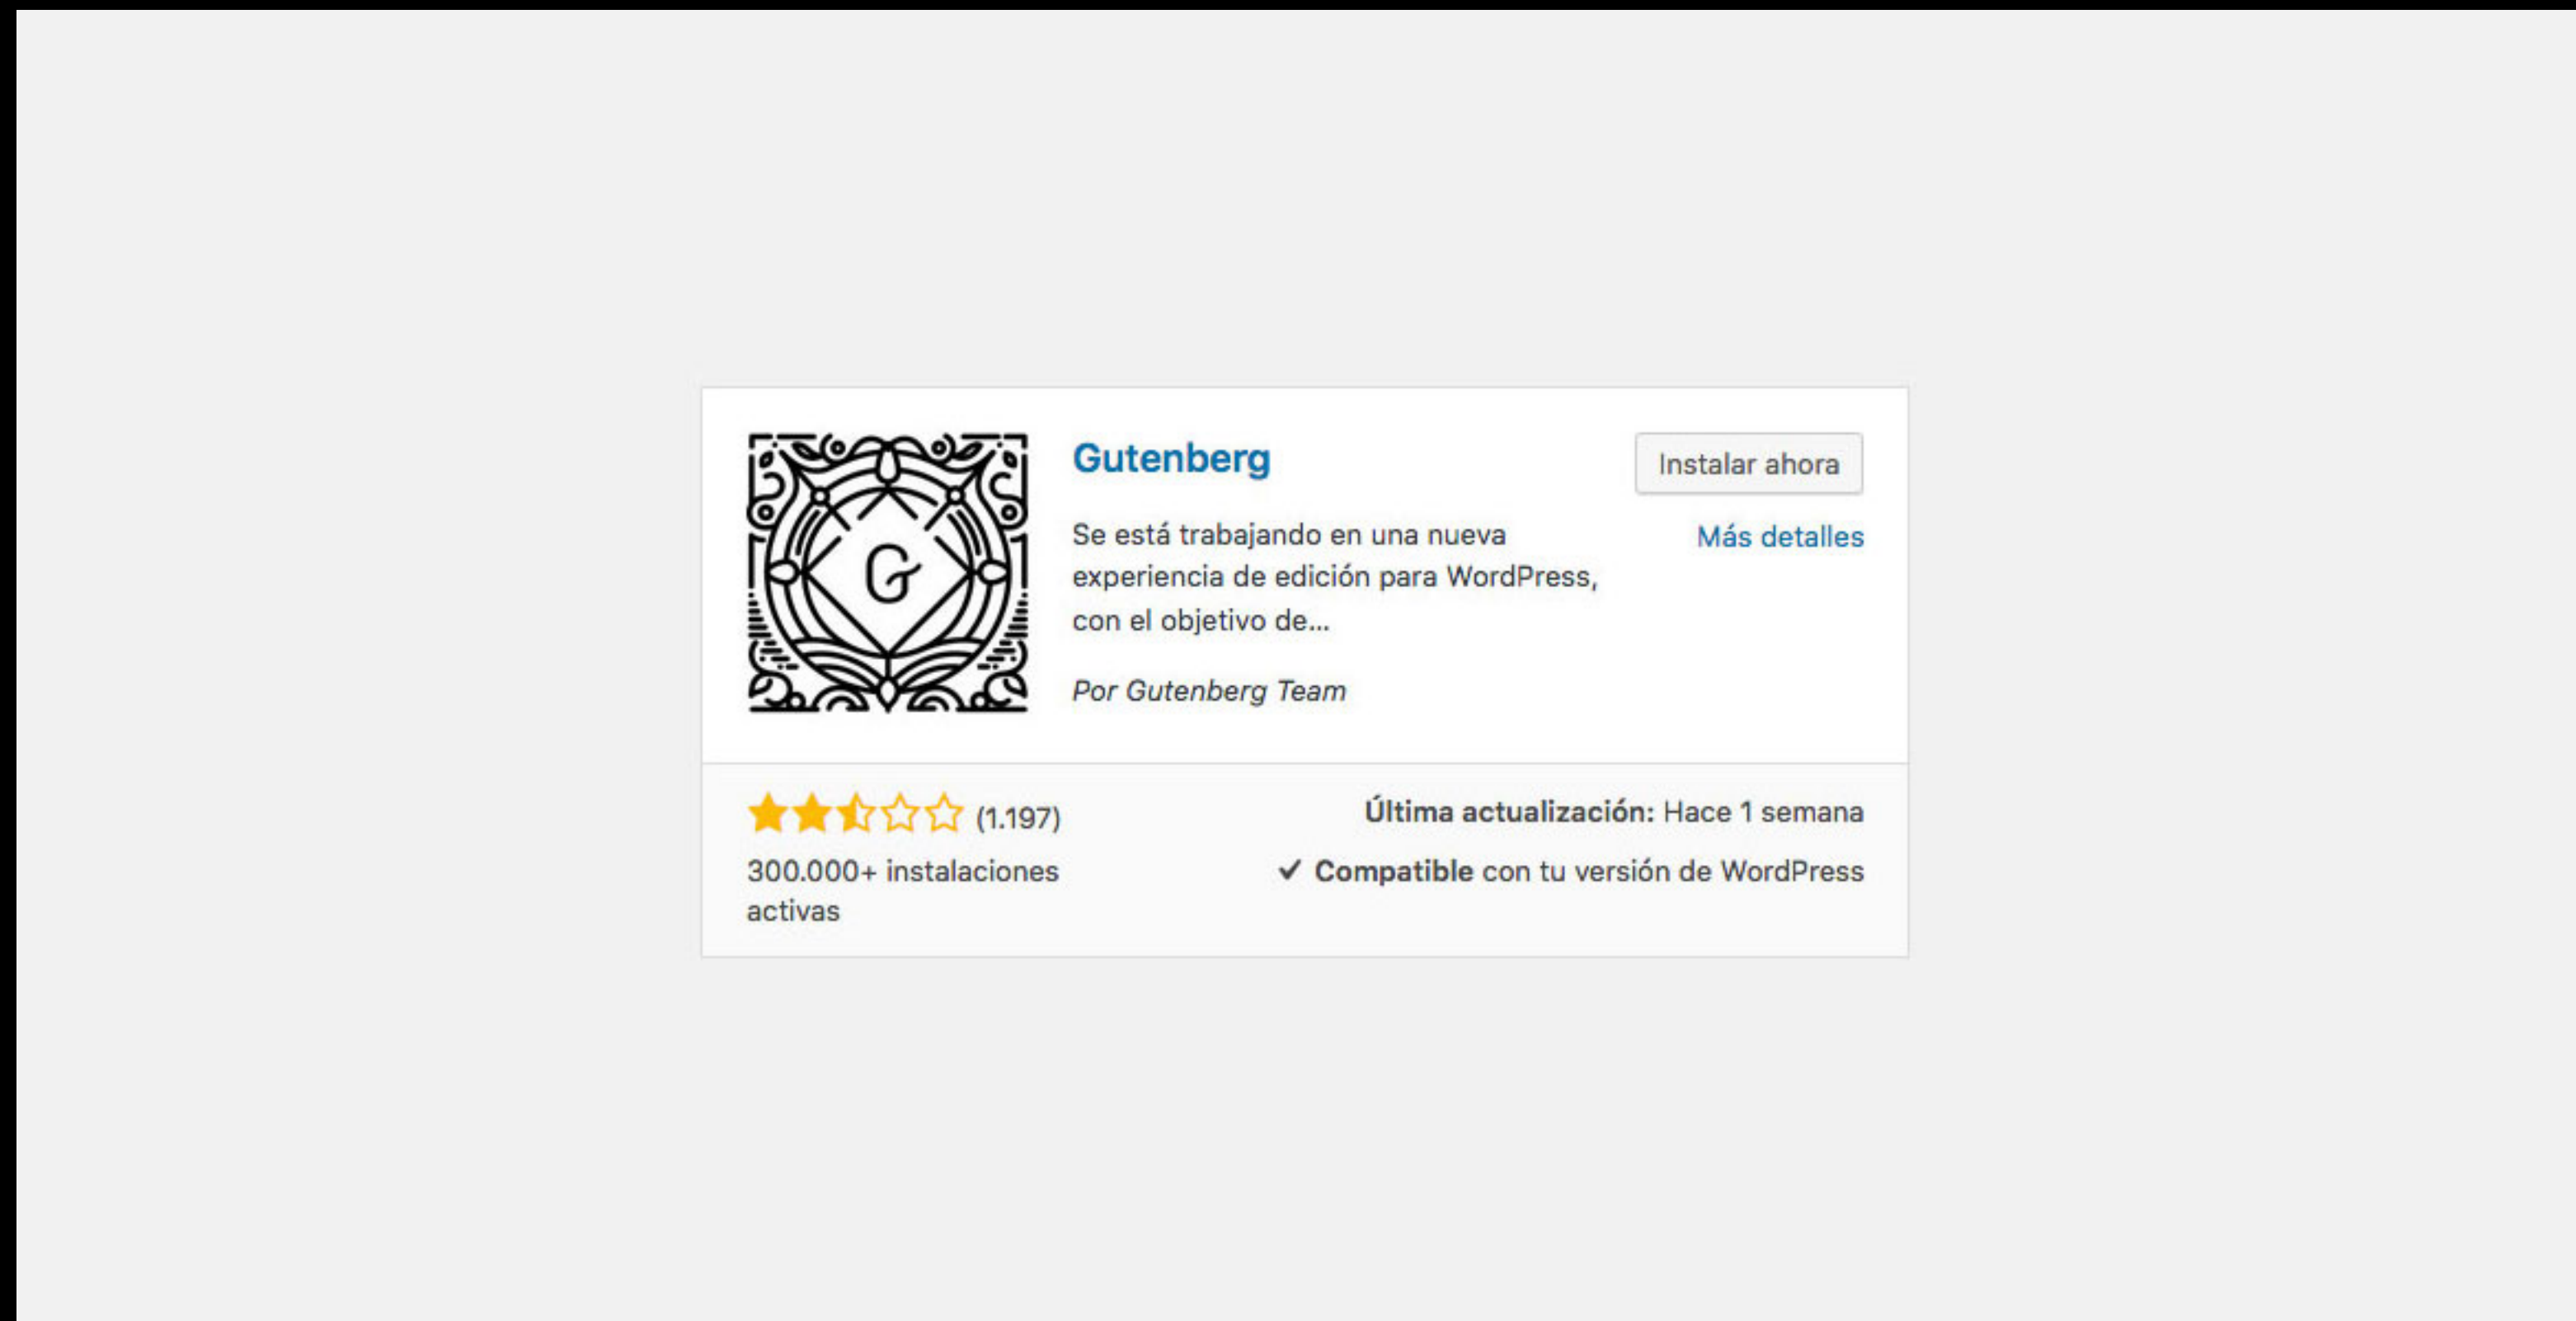 G
Gutenberg
Instalar ahora
Se está trabajando en una nueva
experiencia de edición para WordPress,
con el objetivo de...
Más detalles
Por Gutenberg Team
(1.197)
300.000+ instalaciones
activas
Última actualización: Hace 1 semana
✓ Compatible con tu versión de WordPress